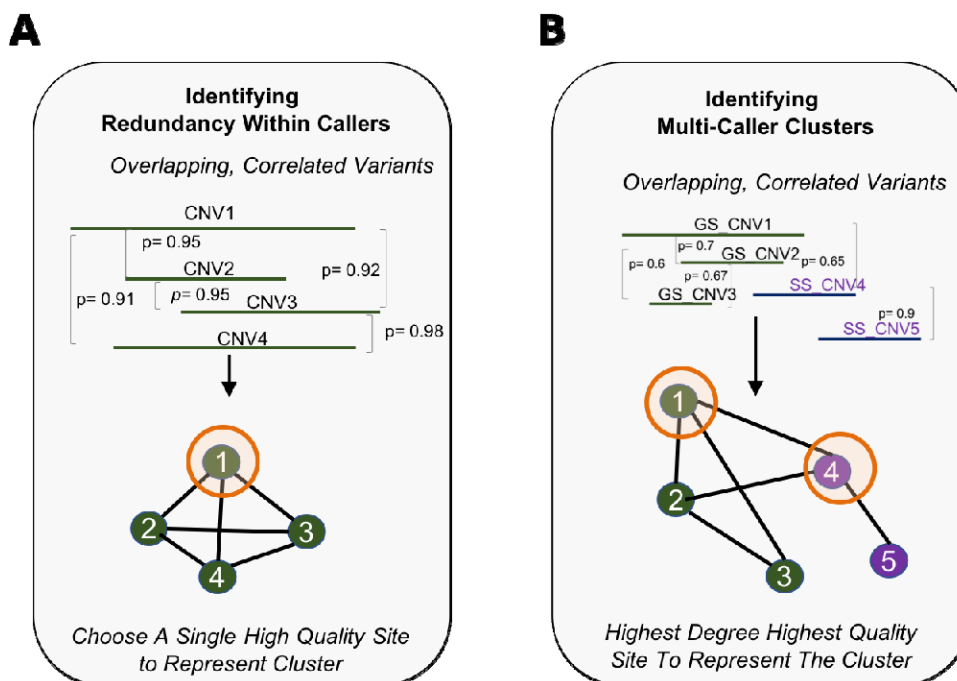 A
Identifying
Redundancy Within Callers
Overlapping, Correlated Variants
CNV1
p= 0.95
CNV2
p= 0.92
p= 0.91
p= 0.95
CNV3
CNV4
p= 0.98
1
2
3
4
Choose A Single High Quality Site
to Represent Cluster
B
Identifying
Multi-Caller Clusters
Overlapping, Correlated Variants
GS_CNV1
p= 0.7
GS_CNV2
p= 0.6
p= 0.65
p= 0.67
GS_CNV3
SS_CNV4
p= 0.9
SS_CNV5
1
4
2
5
3
Highest Degree Highest Quality
Site To Represent The Cluster